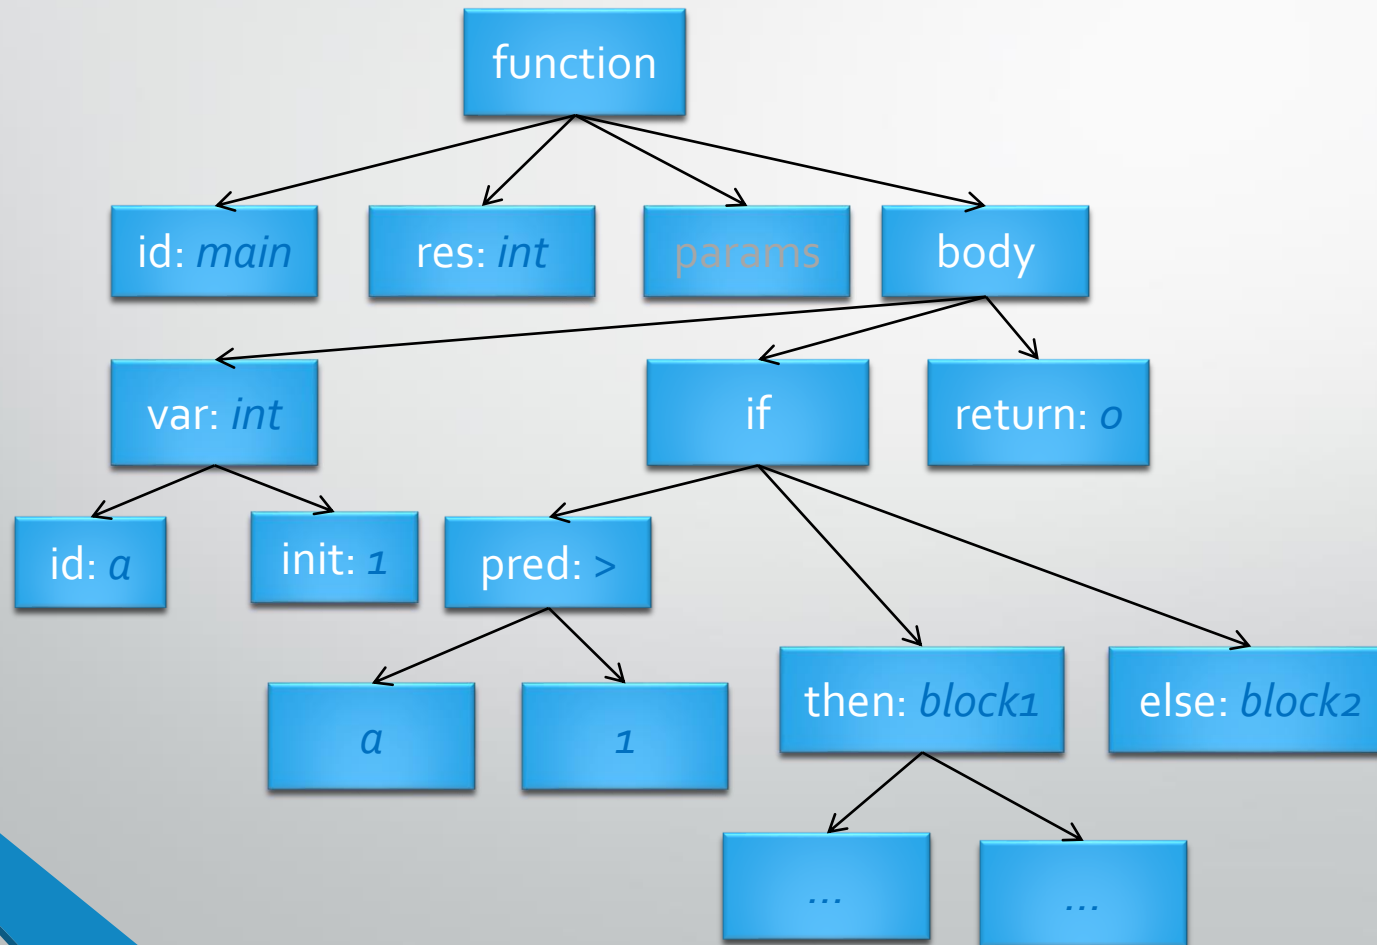 function
id: main
res: int
params
body
var: int
if
return: 0
id: a
init: 1
pred: >
a
1
then: block1
else: block2
...
...